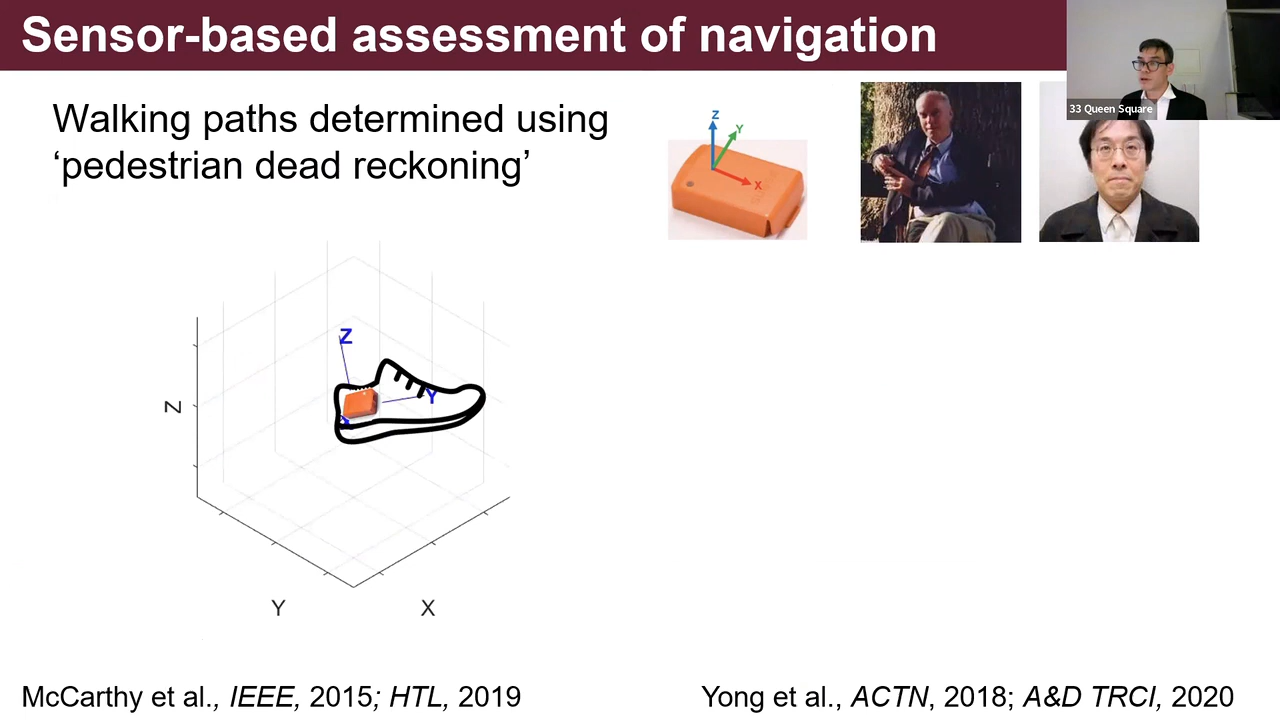 Sensor-based assessment of navigation
33 Queen Square
Walking paths determined using
‘pedestrian dead reckoning’
Z
Y
X
Z
Y
Z
Y
X
McCarthy et al., IEEE, 2015; HTL, 2019
Yong et al., ACTN, 2018; A&D TRCI, 2020